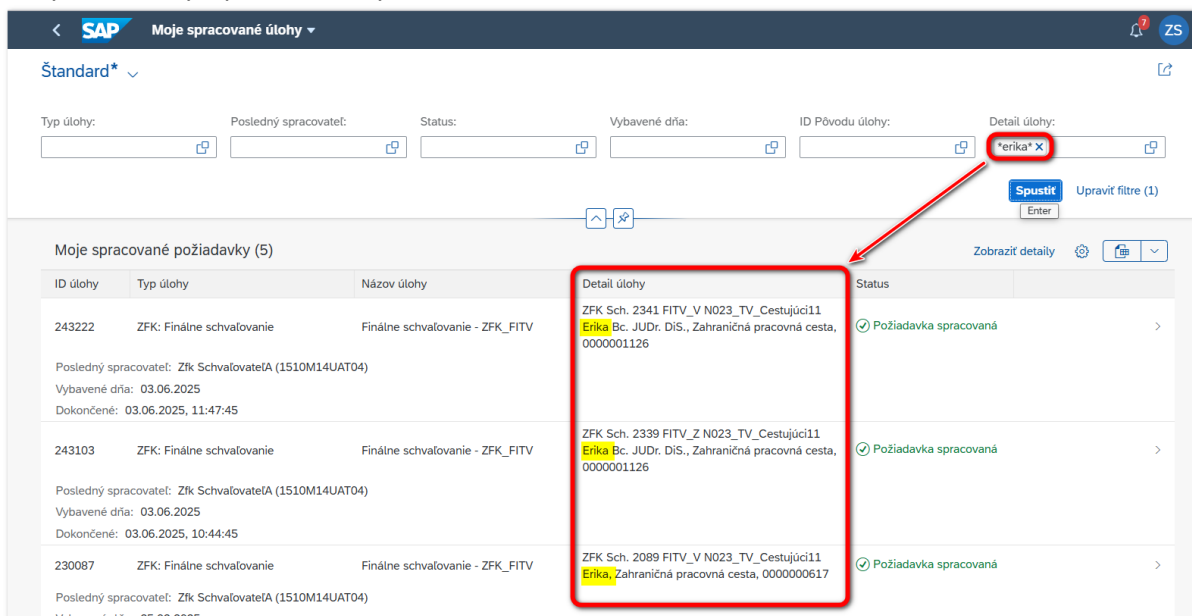 SAP Moje spracované úlohy
7
ZS
Štandard*
Typ úlohy: Posledný spracovateľ: Status: Vybavené dňa: ID Pôvodu úlohy: Detail úlohy:
*erika*
Spustiť Upraviť filtre (1)
Enter
Moje spracované požiadavky (5) Zobraziť detaily
ID úlohy Typ úlohy Názov úlohy Detail úlohy Status
243222 ZFK: Finálne schvaľovanie Finálne schvaľovanie - ZFK_FITV ZFK Sch. 2341 FITV_V N023_TV_Cestujúci11
Erika Bc. JUDr. DiS., Zahraničná pracovná cesta,
0000001126
Požiadavka spracovaná
Posledný spracovateľ: Zfk SchvaľovateľA (1510M14UAT04)
Vybavené dňa: 03.06.2025
Dokončené: 03.06.2025, 11:47:45
243103 ZFK: Finálne schvaľovanie Finálne schvaľovanie - ZFK_FITV ZFK Sch. 2339 FITV_Z N023_TV_Cestujúci11
Erika Bc. JUDr. DiS., Zahraničná pracovná cesta,
0000001126
Požiadavka spracovaná
Posledný spracovateľ: Zfk SchvaľovateľA (1510M14UAT04)
Vybavené dňa: 03.06.2025
Dokončené: 03.06.2025, 10:44:45
230087 ZFK: Finálne schvaľovanie Finálne schvaľovanie - ZFK_FITV ZFK Sch. 2089 FITV_V N023_TV_Cestujúci11
Erika, Zahraničná pracovná cesta, 0000000617
Požiadavka spracovaná
Posledný spracovateľ: Zfk SchvaľovateľA (1510M14UAT04)